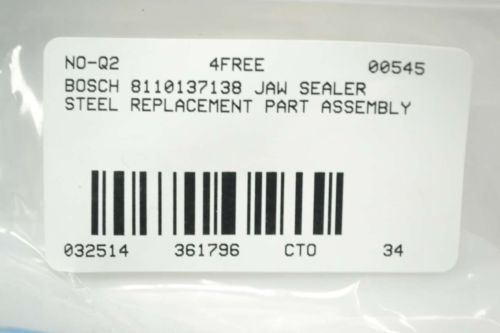 NO-Q2 4FREE 00545
BOSCH 8110137138 JAW SEALER
STEEL REPLACEMENT PART ASSEMBLY
032514 361796 CTO 34